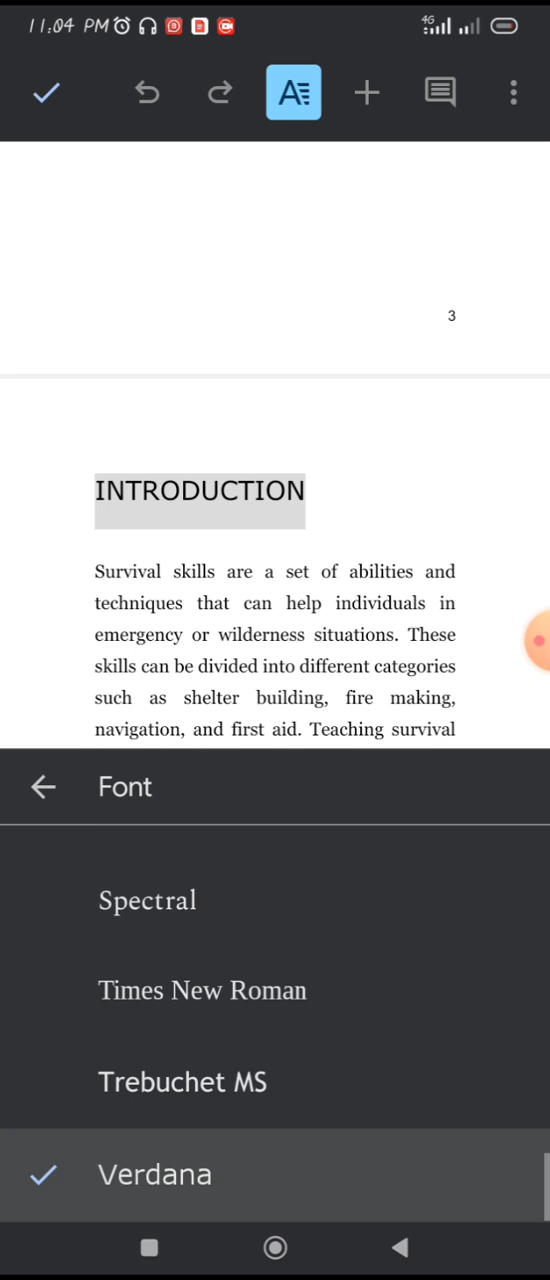 11:04 PM
4G
3
INTRODUCTION
Survival skills are a set of abilities and
techniques that can help individuals in
emergency or wilderness situations. These
skills can be divided into different categories
such as shelter building, fire making,
navigation, and first aid. Teaching survival
Font
Spectral
Times New Roman
Trebuchet MS
Verdana